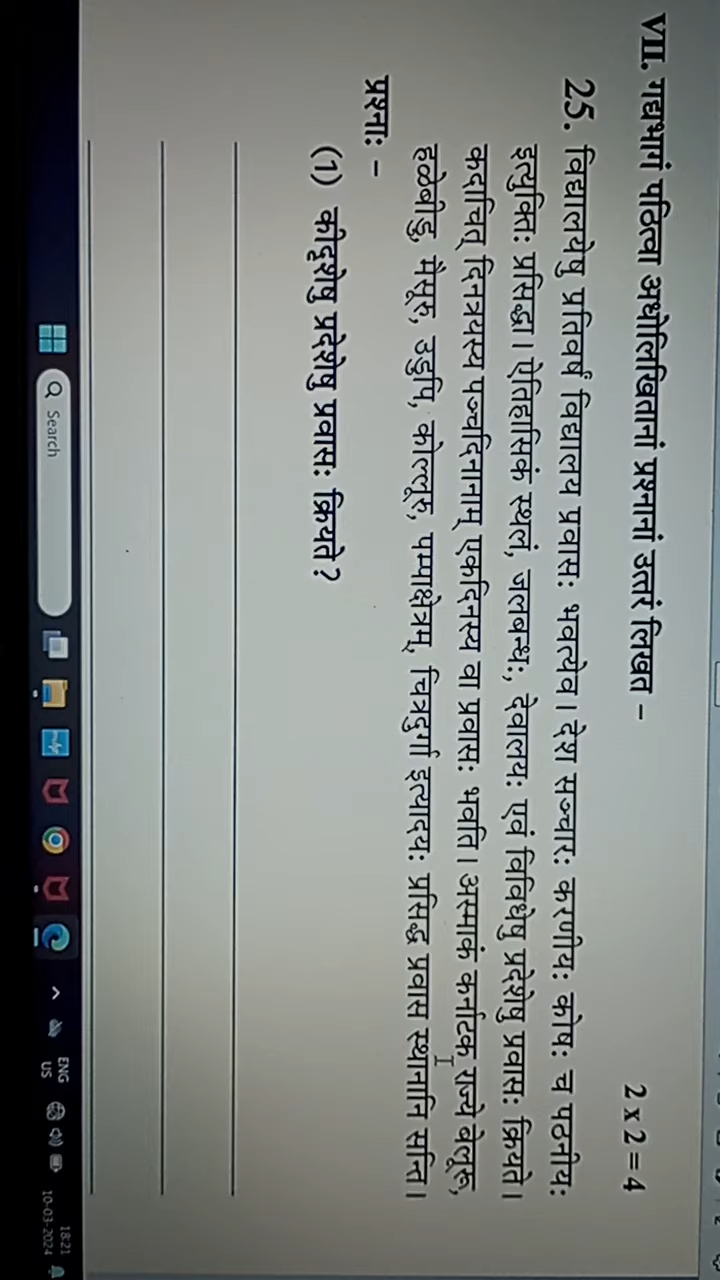 VII. गद्यभागं पठित्वा अधोलिखितानां प्रश्नानां उत्तरं लिखत –
2 x 2 = 4
25. विद्यालयेषु प्रतिवर्षं विद्यालय प्रवासः भवत्येव। देश सञ्चारः करणीयः कोषः च पठनीयः
इत्युक्तिः प्रसिद्धा। ऐतिहासिकं स्थलं, जलबन्धः, देवालयः एवं विविधेषु प्रदेशेषु प्रवासः क्रियते।
कदाचित् दिनत्रयस्य पञ्चदिनानाम् एकदिनस्य वा प्रवासः भवति। अस्माकं कर्नाटक राज्ये बेलूरु,
हळेबीडु, मैसूरु, उडुपि, कोल्लूरु, पम्पाक्षेत्रम्, चित्रदुर्गा इत्यादयः प्रसिद्ध प्रवास स्थानानि सन्ति।
प्रश्नाः –
(1) कीदृशेषु प्रदेशेषु प्रवासः क्रियते?
Search
ENG
US
18:21
10-03-2024